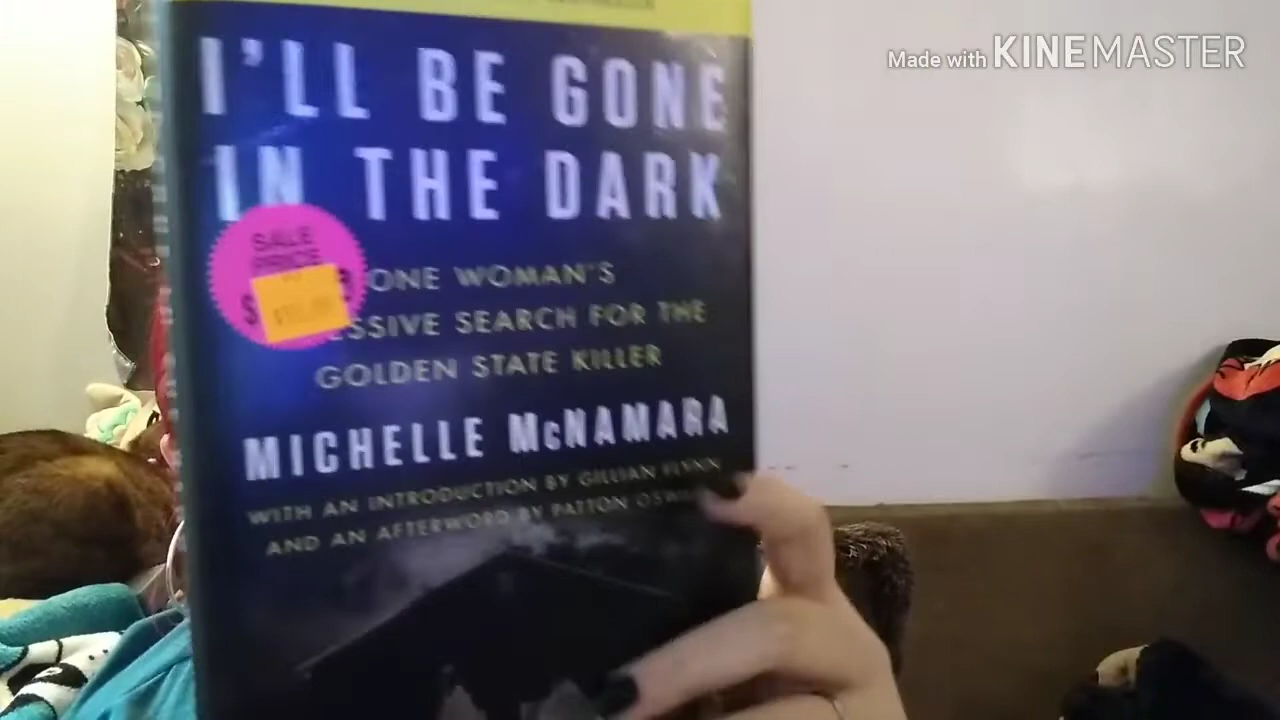 Made with KINEMASTER
I'LL BE GONE
IN THE DARK
SALE
PRICE
$
ONE WOMAN'S
ESSIVE SEARCH FOR THE
GOLDEN STATE KILLER
MICHELLE McNAMARA
WITH AN INTRODUCTION BY GILLIAN FLYNN
AND AN AFTERWORD BY PATTON OSW